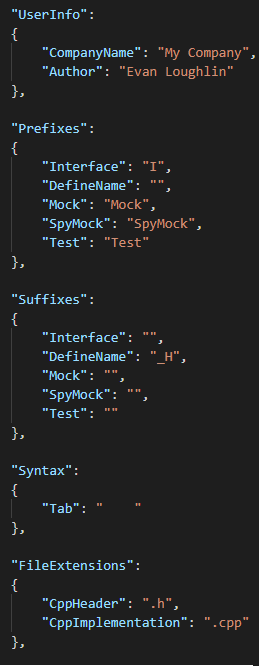 "UserInfo":
{
    "CompanyName": "My Company",
    "Author": "Evan Loughlin"
},

"Prefixes":
{
    "Interface": "I",
    "DefineName": "",
    "Mock": "Mock",
    "SpyMock": "SpyMock",
    "Test": "Test"
},

"Suffixes":
{
    "Interface": "",
    "DefineName": "_H",
    "Mock": "",
    "SpyMock": "",
    "Test": ""
},

"Syntax":
{
    "Tab": "    "
},

"FileExtensions":
{
    "CppHeader": ".h",
    "CppImplementation": ".cpp"
},